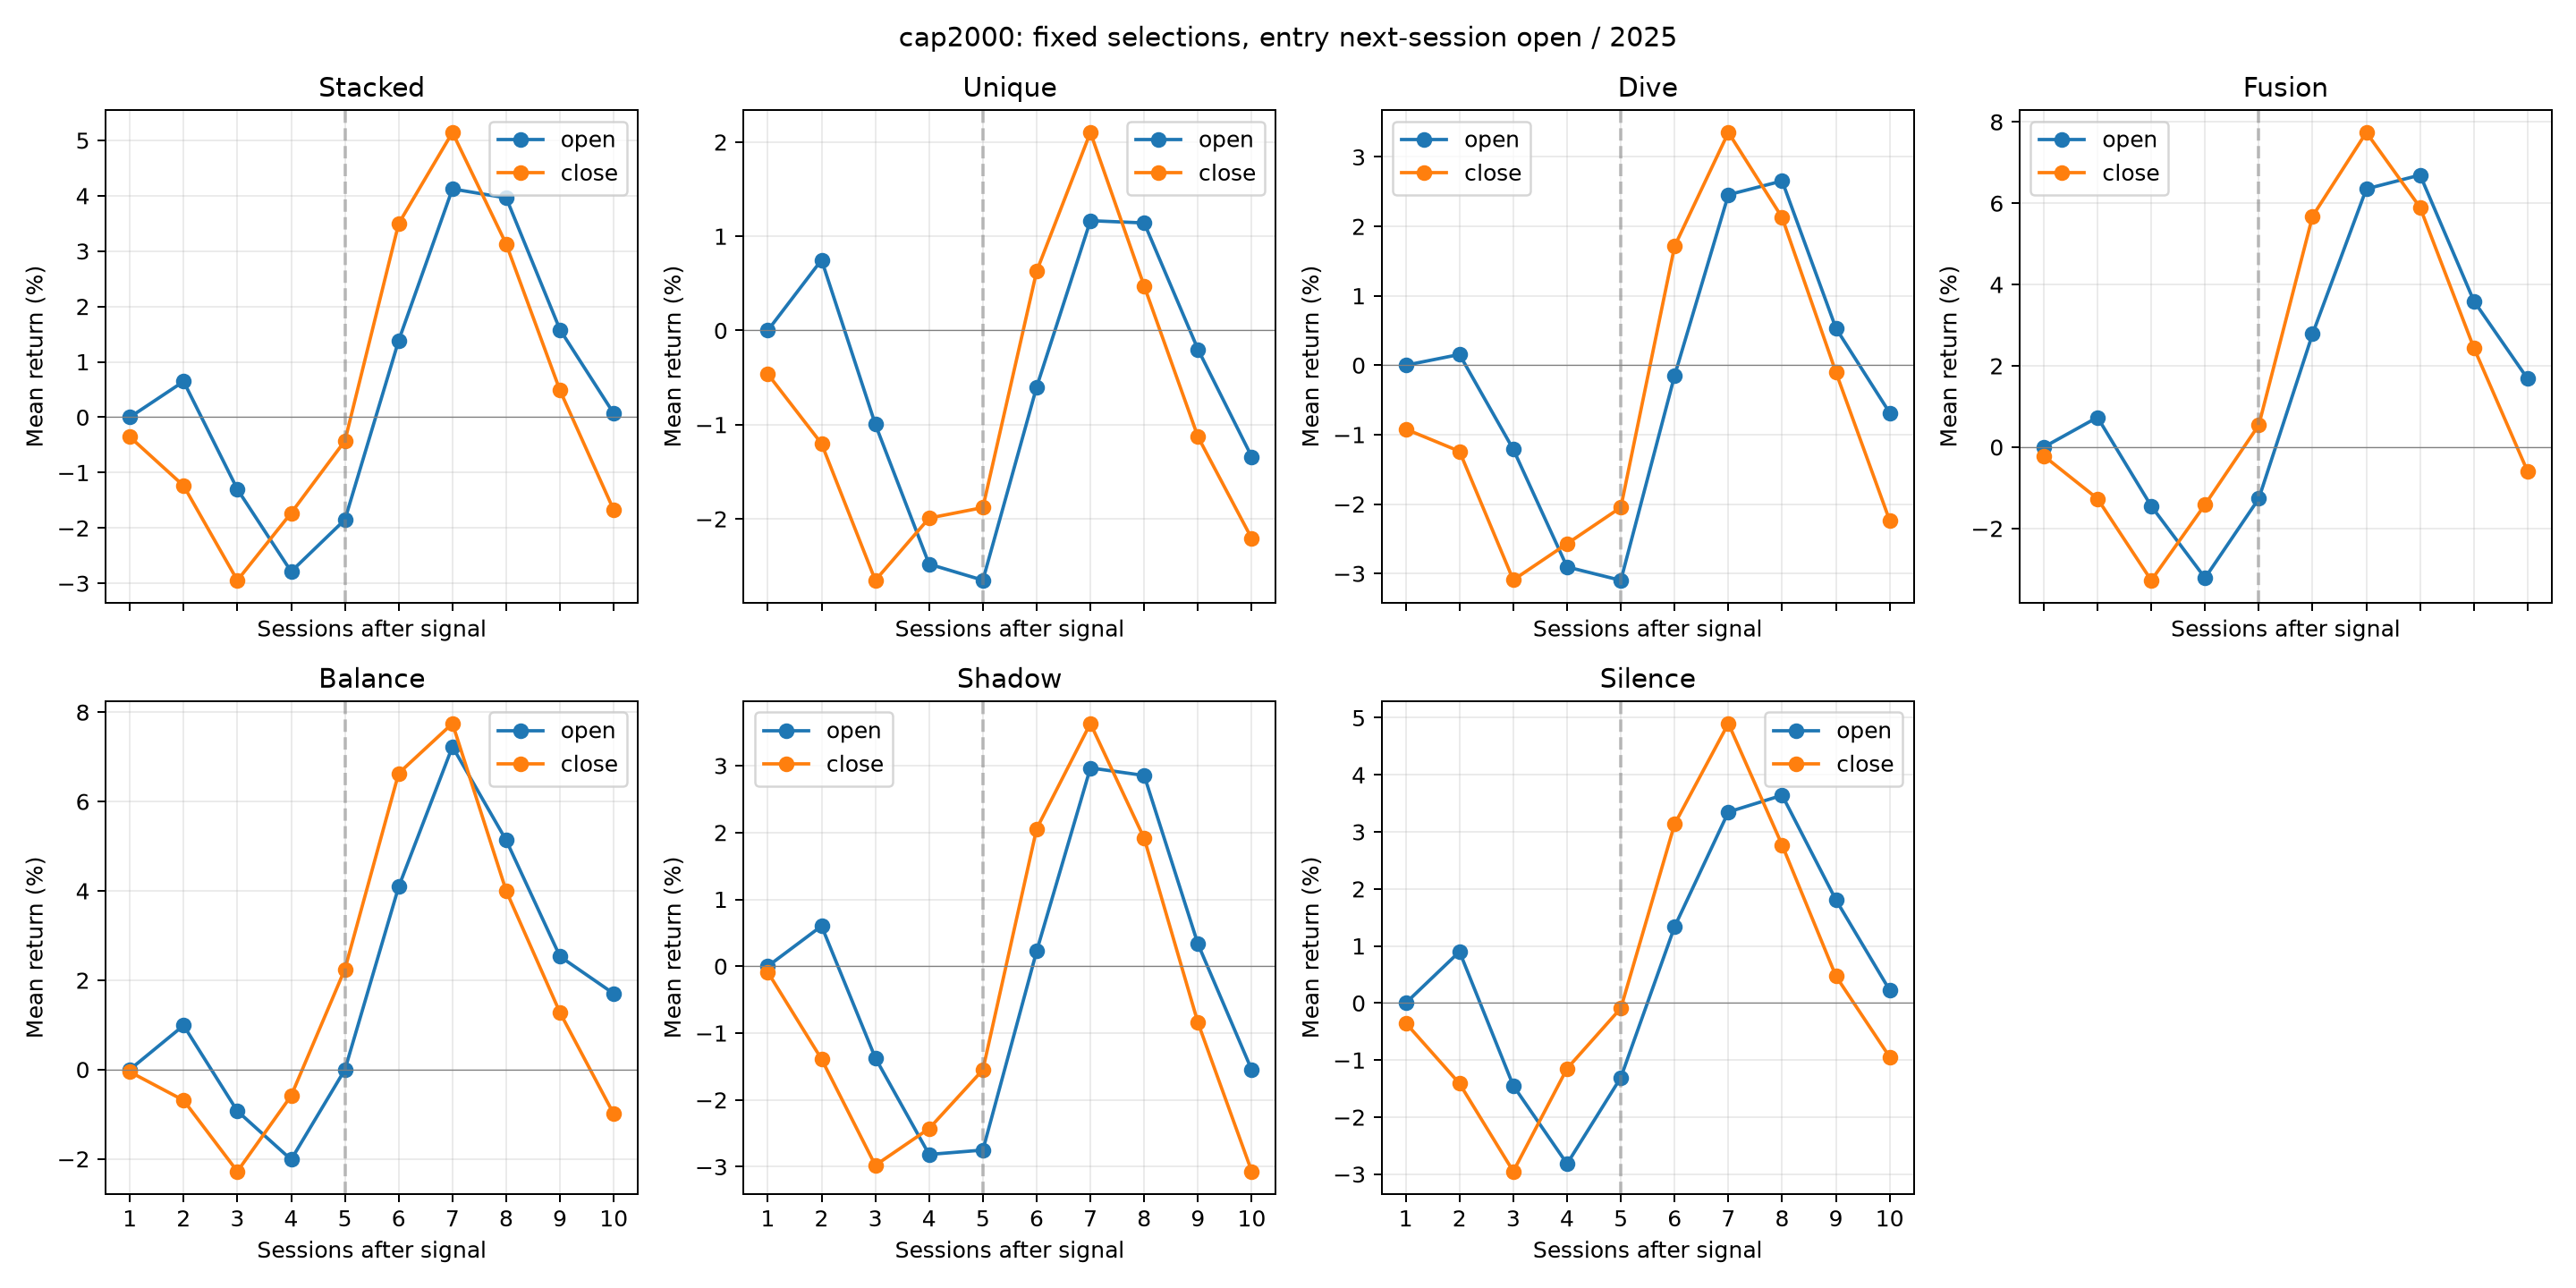 cap2000: fixed selections, entry next-session open / 2025
Stacked
Unique
Dive
Fusion
Mean return (%)
5
4
3
2
1
0
−1
−2
−3
open
close
Sessions after signal
Mean return (%)
2
1
0
−1
−2
open
close
Sessions after signal
Mean return (%)
3
2
1
0
−1
−2
−3
open
close
Sessions after signal
Mean return (%)
8
6
4
2
0
−2
open
close
Sessions after signal
Balance
Shadow
Silence
Mean return (%)
8
6
4
2
0
−2
open
close
1 2 3 4 5 6 7 8 9 10
Sessions after signal
Mean return (%)
3
2
1
0
−1
−2
−3
open
close
1 2 3 4 5 6 7 8 9 10
Sessions after signal
Mean return (%)
5
4
3
2
1
0
−1
−2
−3
open
close
1 2 3 4 5 6 7 8 9 10
Sessions after signal